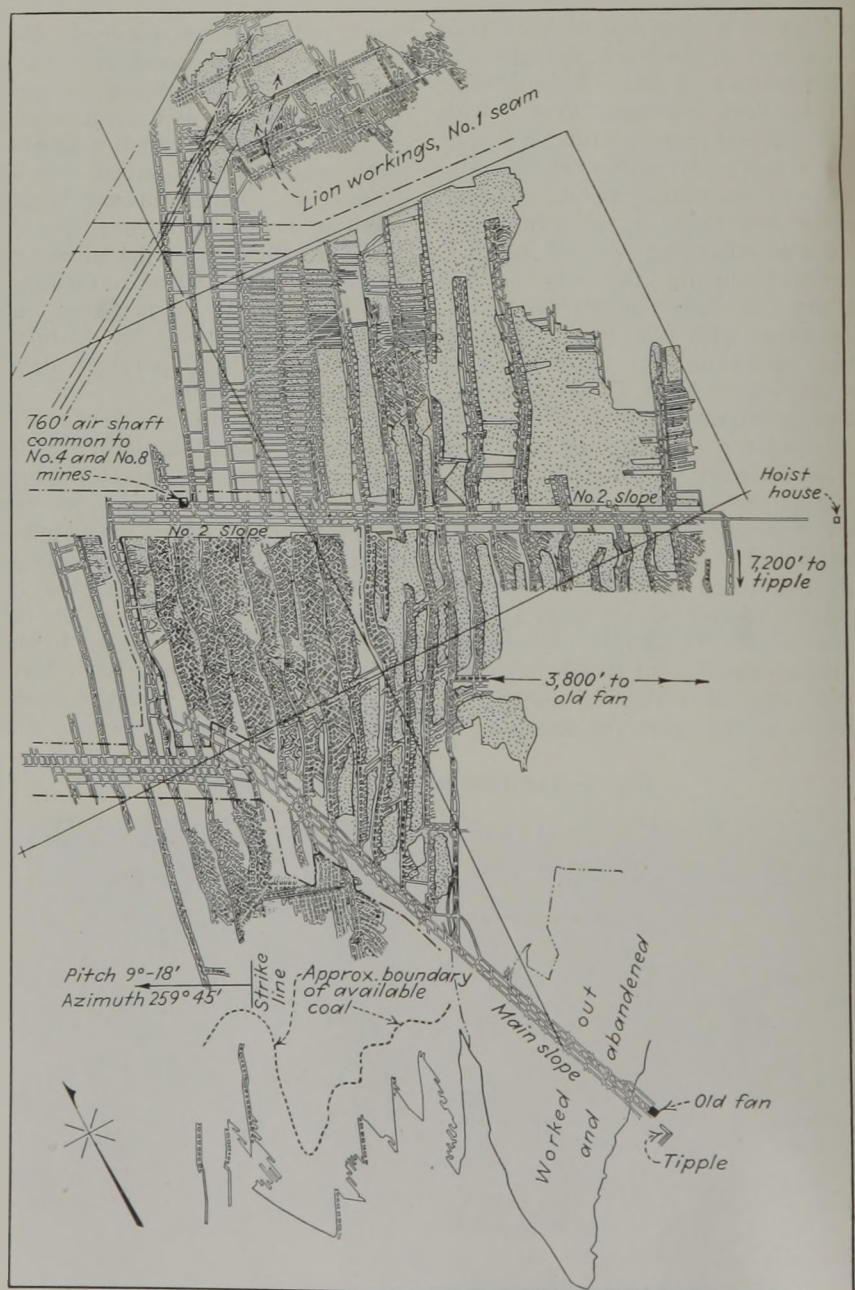 Lion workings, No.1 seam
760' air shaft
common to
No.4 and No.8
mines
Hoist
house
No.2 slope
No. 2 Slope
7,200' to
tipple
3,800' to
old fan
Pitch 9°-18'
Azimuth 259°45'
Strike
line
Approx. boundary
of available
coal
Main slope
Worked out
and abandened
Old fan
Tipple